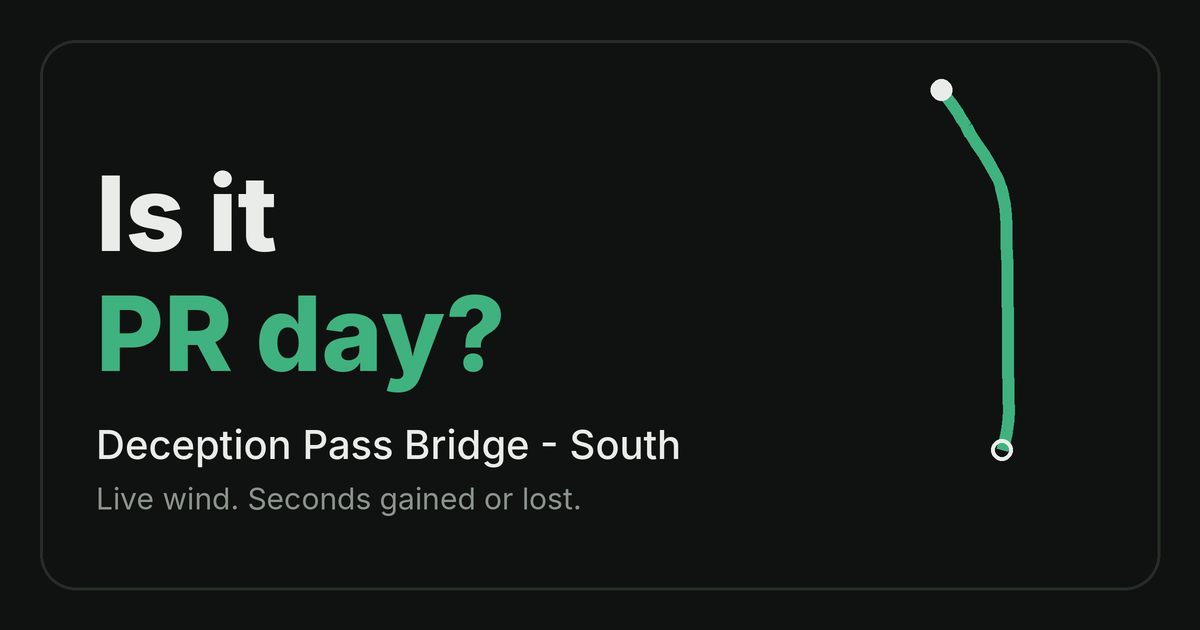 Is it
PR day?
Deception Pass Bridge - South
Live wind. Seconds gained or lost.